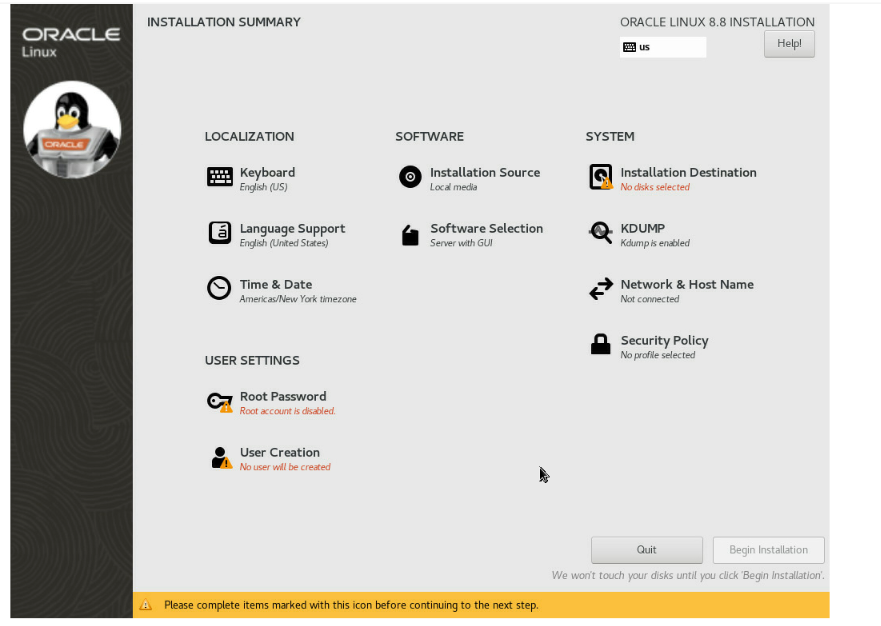 ORACLE
Linux
ORACLE
INSTALLATION SUMMARY
ORACLE LINUX 8.8 INSTALLATION
us
Help!
LOCALIZATION
Keyboard
English (US)
Language Support
English (United States)
Time & Date
Americas/New York timezone
SOFTWARE
Installation Source
Local media
Software Selection
Server with GUI
SYSTEM
Installation Destination
No disks selected
KDUMP
Kdump is enabled
Network & Host Name
Not connected
Security Policy
No profile selected
USER SETTINGS
Root Password
Root account is disabled.
User Creation
No user will be created
Quit
Begin Installation
We won't touch your disks until you click 'Begin Installation'.
Please complete items marked with this icon before continuing to the next step.